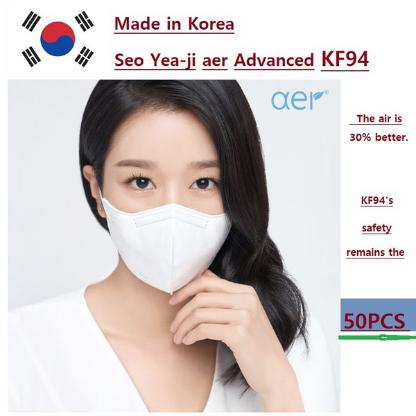 Made in Korea
Seo Yea-ji aer Advanced KF94
aer
The air is
30% better.
KF94's
safety
remains the
50PCS